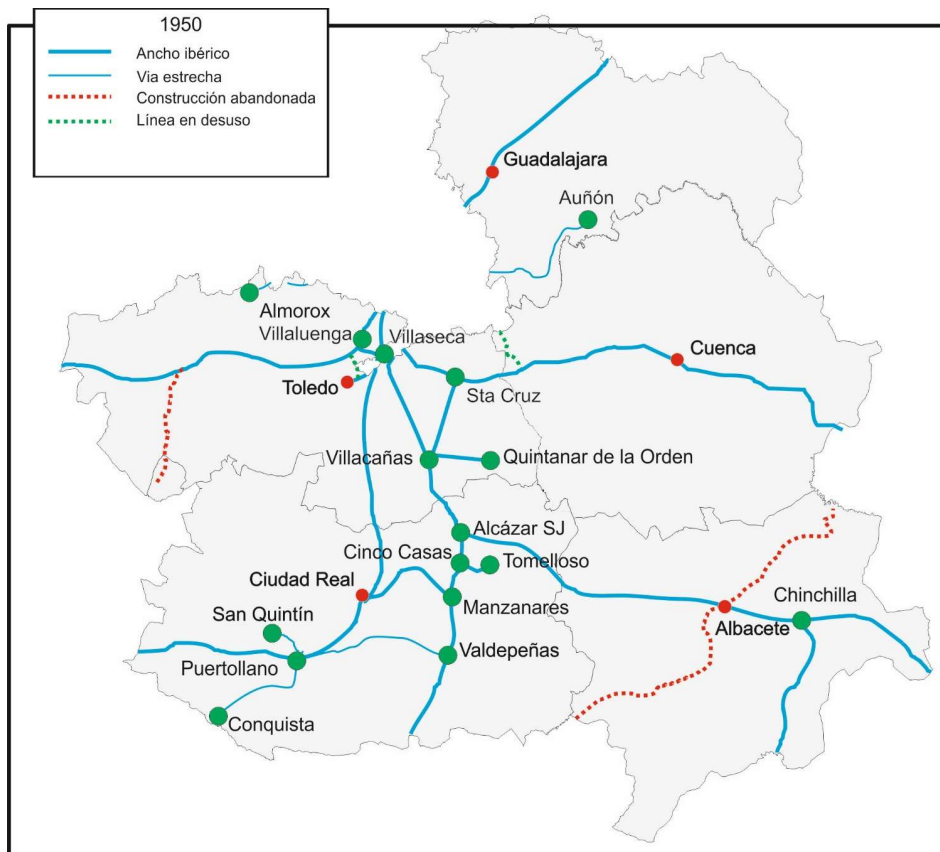 1950
Ancho ibérico
Via estrecha
Construcción abandonada
Línea en desuso
Guadalajara
Auñón
Almorox
Villaluenga
Villaseca
Cuenca
Toledo
Sta Cruz
Villacañas
Quintanar de la Orden
Alcázar SJ
Cinco Casas
Tomelloso
Ciudad Real
Chinchilla
San Quintín
Manzanares
Albacete
Valdepeñas
Puertollano
Conquista